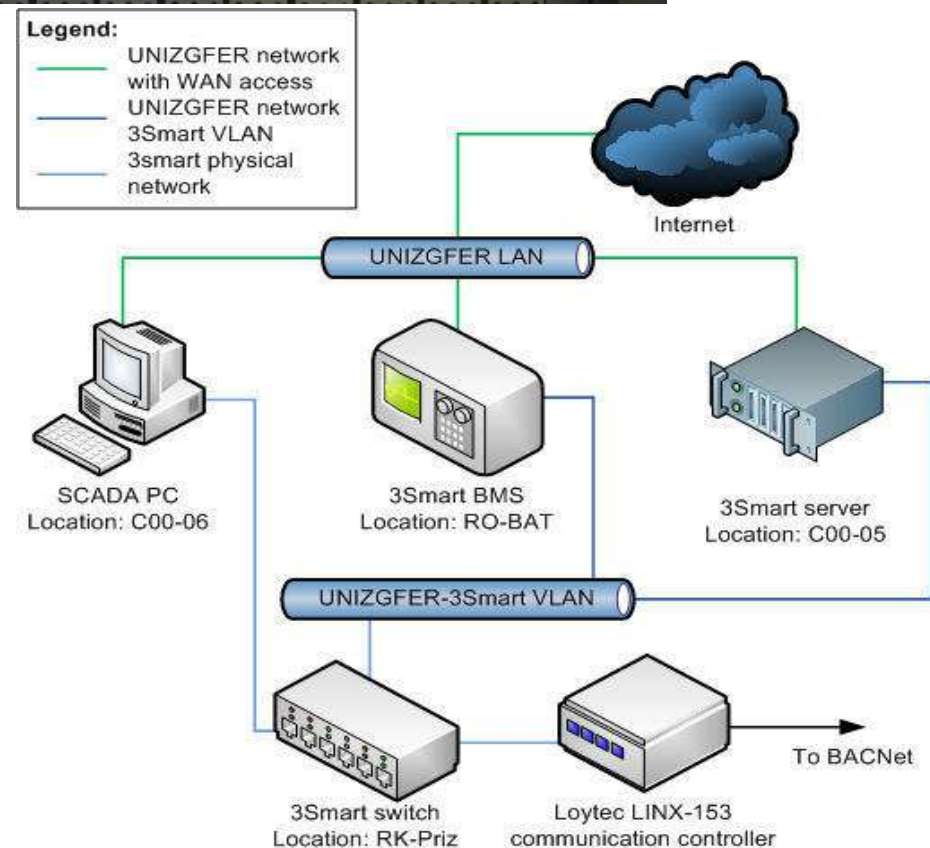 Legend:
UNIZGFER network
with WAN access
UNIZGFER network
3Smart VLAN
3smart physical
network
Internet
UNIZGFER LAN
SCADA PC
Location: C00-06
3Smart BMS
Location: RO-BAT
3Smart server
Location: C00-05
UNIZGFER-3Smart VLAN
To BACNet
3Smart switch
Location: RK-Priz
Loytec LINX-153
communication controller